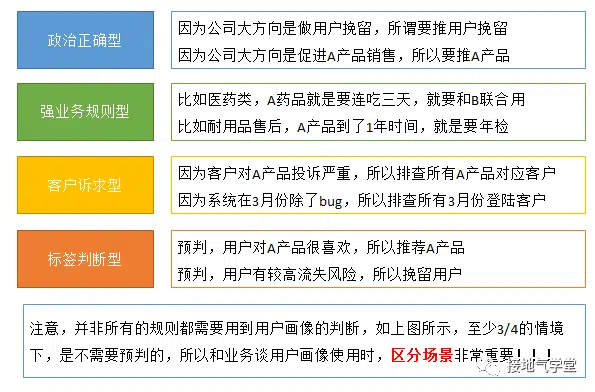 政治正确型
因为公司大方向是做用户挽留，所谓要推用户挽留
因为公司大方向是促进A产品销售，所以要推A产品
强业务规则型
比如医药类，A药品就是要连吃三天，就要和B联合用
比如耐用品售后，A产品到了1年时间，就是要年检
客户诉求型
因为客户对A产品投诉严重，所以排查所有A产品对应客户
因为系统在3月份除了bug，所以排查所有3月份登陆客户
标签判断型
预判，用户对A产品很喜欢，所以推荐A产品
预判，用户有较高流失风险，所以挽留用户
注意，并非所有的规则都需要用到用户画像的判断，如上图所示，至少3/4的情境
下，是不需要预判的，所以和业务谈用户画像使用时，区分场景非常重要！！！
接地气学堂